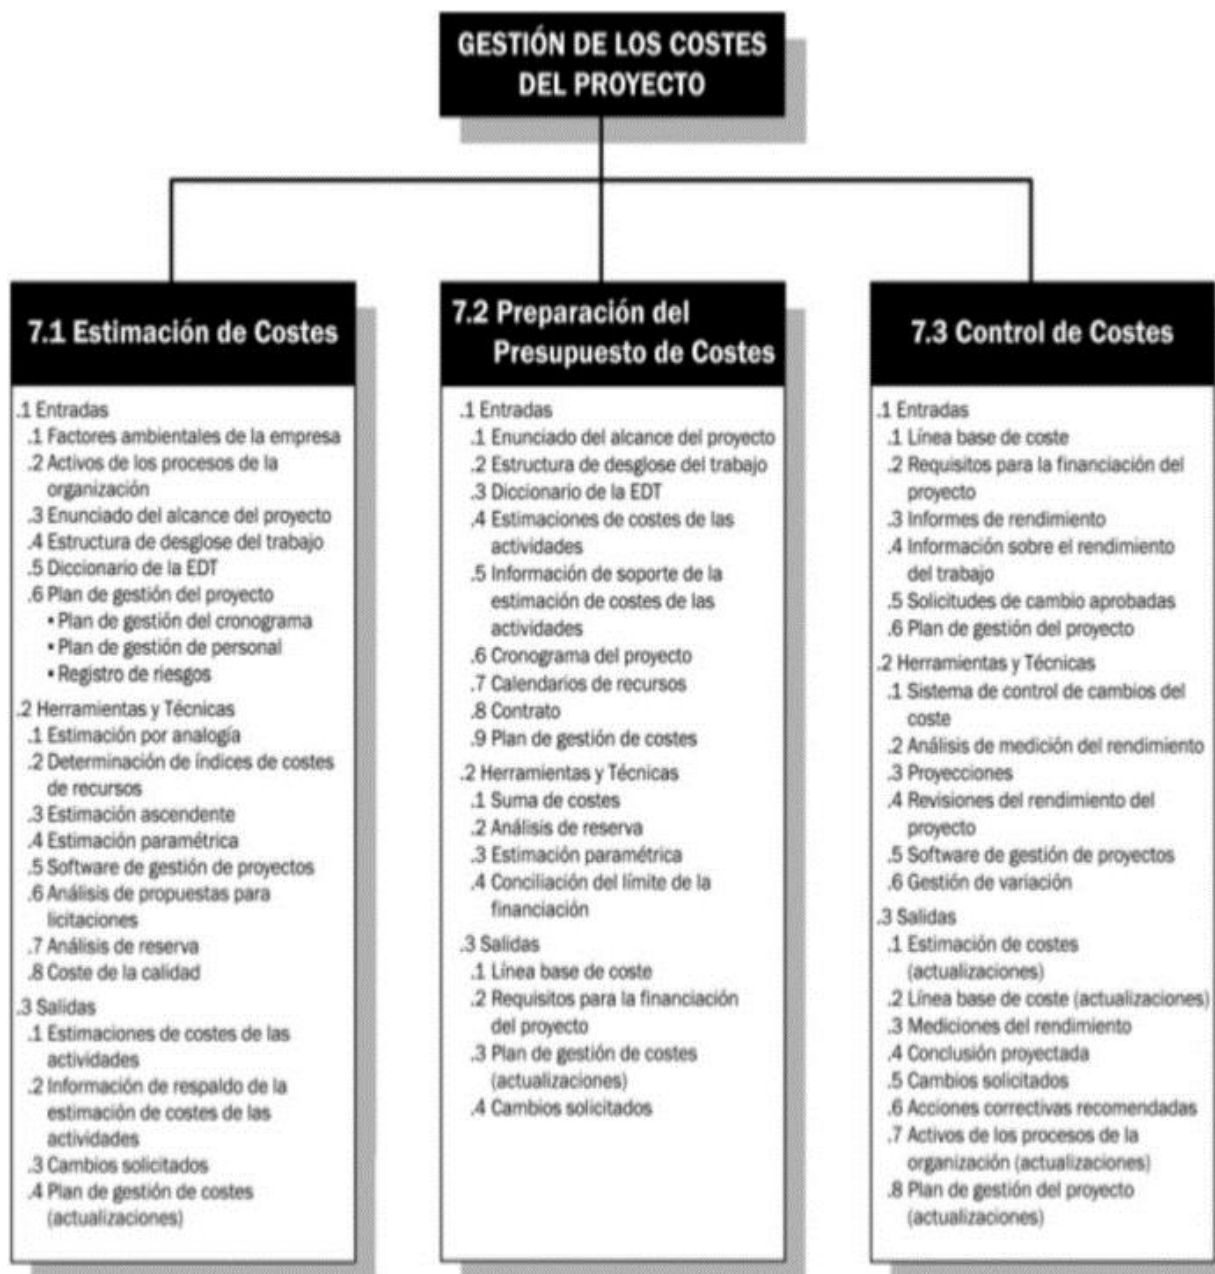 GESTIÓN DE LOS COSTES
DEL PROYECTO
7.1 Estimación de Costes
.1 Entradas
.1 Factores ambientales de la empresa
.2 Activos de los procesos de la
organización
.3 Enunciado del alcance del proyecto
.4 Estructura de desglose del trabajo
.5 Diccionario de la EDT
.6 Plan de gestión del proyecto
▪ Plan de gestión del cronograma
▪ Plan de gestión de personal
▪ Registro de riesgos
.2 Herramientas y Técnicas
.1 Estimación por analogía
.2 Determinación de índices de costes
de recursos
.3 Estimación ascendente
.4 Estimación paramétrica
.5 Software de gestión de proyectos
.6 Análisis de propuestas para
licitaciones
.7 Análisis de reserva
.8 Coste de la calidad
.3 Salidas
.1 Estimaciones de costes de las
actividades
.2 Información de respaldo de la
estimación de costes de las
actividades
.3 Cambios solicitados
.4 Plan de gestión de costes
(actualizaciones)
7.2 Preparación del
Presupuesto de Costes
.1 Entradas
.1 Enunciado del alcance del proyecto
.2 Estructura de desglose del trabajo
.3 Diccionario de la EDT
.4 Estimaciones de costes de las
actividades
.5 Información de soporte de la
estimación de costes de las
actividades
.6 Cronograma del proyecto
.7 Calendarios de recursos
.8 Contrato
.9 Plan de gestión de costes
.2 Herramientas y Técnicas
.1 Suma de costes
.2 Análisis de reserva
.3 Estimación paramétrica
.4 Conciliación del límite de la
financiación
.3 Salidas
.1 Línea base de coste
.2 Requisitos para la financiación
del proyecto
.3 Plan de gestión de costes
(actualizaciones)
.4 Cambios solicitados
7.3 Control de Costes
.1 Entradas
.1 Línea base de coste
.2 Requisitos para la financiación del
proyecto
.3 Informes de rendimiento
.4 Información sobre el rendimiento
del trabajo
.5 Solicitudes de cambio aprobadas
.6 Plan de gestión del proyecto
.2 Herramientas y Técnicas
.1 Sistema de control de cambios del
coste
.2 Análisis de medición del rendimiento
.3 Proyecciones
.4 Revisiones del rendimiento del
proyecto
.5 Software de gestión de proyectos
.6 Gestión de variación
.3 Salidas
.1 Estimación de costes
(actualizaciones)
.2 Línea base de coste (actualizaciones)
.3 Mediciones del rendimiento
.4 Conclusión proyectada
.5 Cambios solicitados
.6 Acciones correctivas recomendadas
.7 Activos de los procesos de la
organización (actualizaciones)
.8 Plan de gestión del proyecto
(actualizaciones)